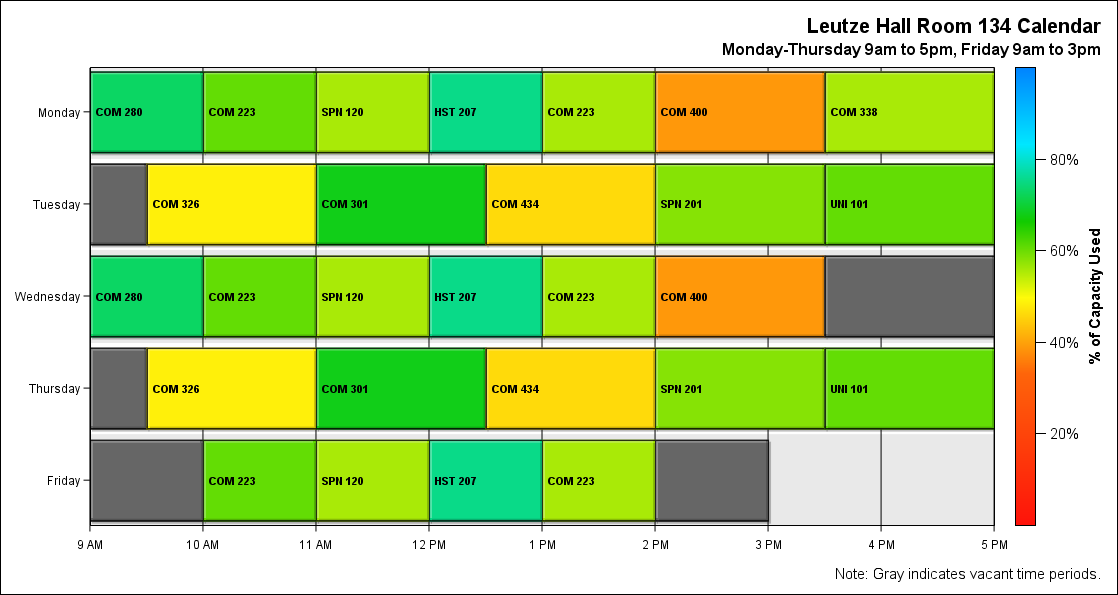 Leutze Hall Room 134 Calendar
Monday-Thursday 9am to 5pm, Friday 9am to 3pm
Monday COM 280 COM 223 SPN 120 HST 207 COM 223 COM 400 COM 338
Tuesday COM 326 COM 301 COM 434 SPN 201 UNI 101
Wednesday COM 280 COM 223 SPN 120 HST 207 COM 223 COM 400
Thursday COM 326 COM 301 COM 434 SPN 201 UNI 101
Friday COM 223 SPN 120 HST 207 COM 223
9 AM 10 AM 11 AM 12 PM 1 PM 2 PM 3 PM 4 PM 5 PM
80%
60%
40%
20%
% of Capacity Used
Note: Gray indicates vacant time periods.